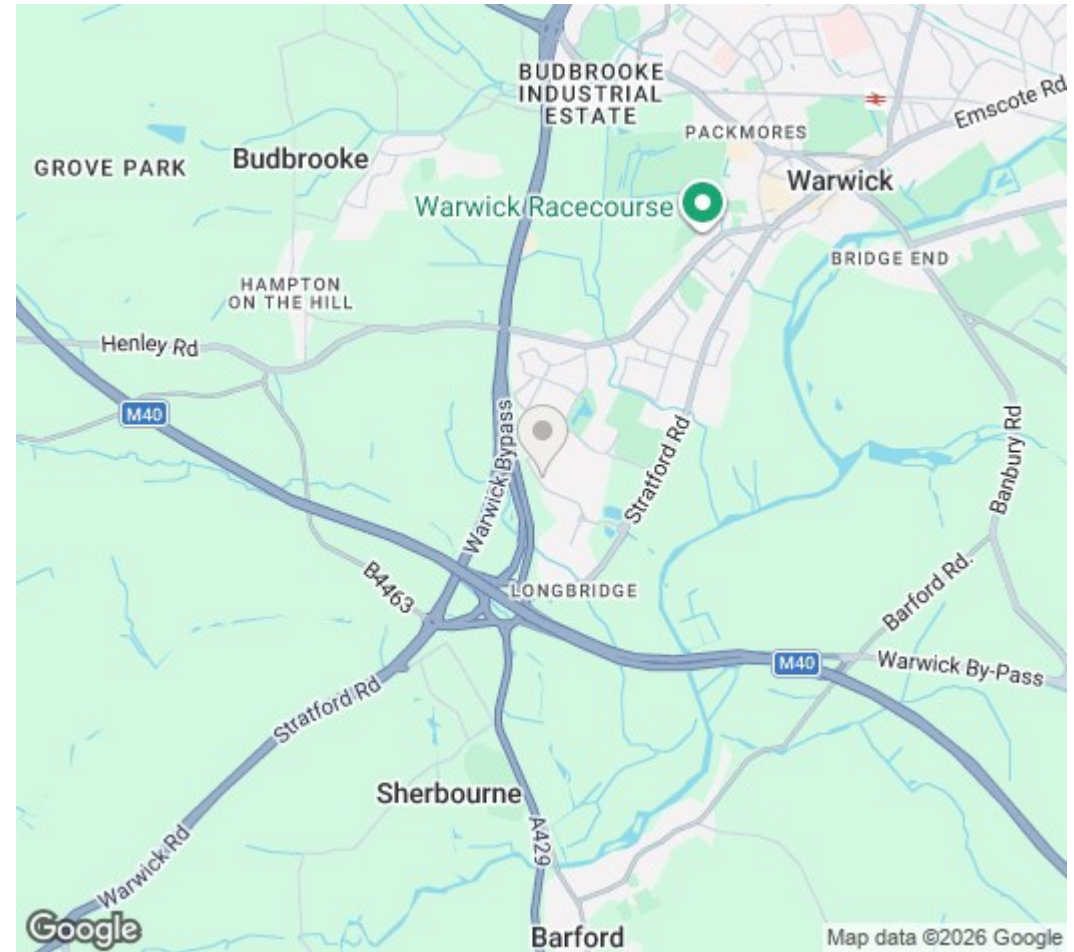 BUDBROOKE
INDUSTRIAL
ESTATE
Emscote Rd
PACKMORES
GROVE PARK
Budbrooke
Warwick
Warwick Racecourse
BRIDGE END
HAMPTON
ON THE HILL
Henley Rd
M40
Warwick Bypass
Stratford Rd
Banbury Rd
B4463
LONGBRIDGE
Barford Rd.
M40
Warwick By-Pass
Stratford Rd
Sherbourne
A429
Warwick Rd
Barford
Google
Map data ©2026 Google